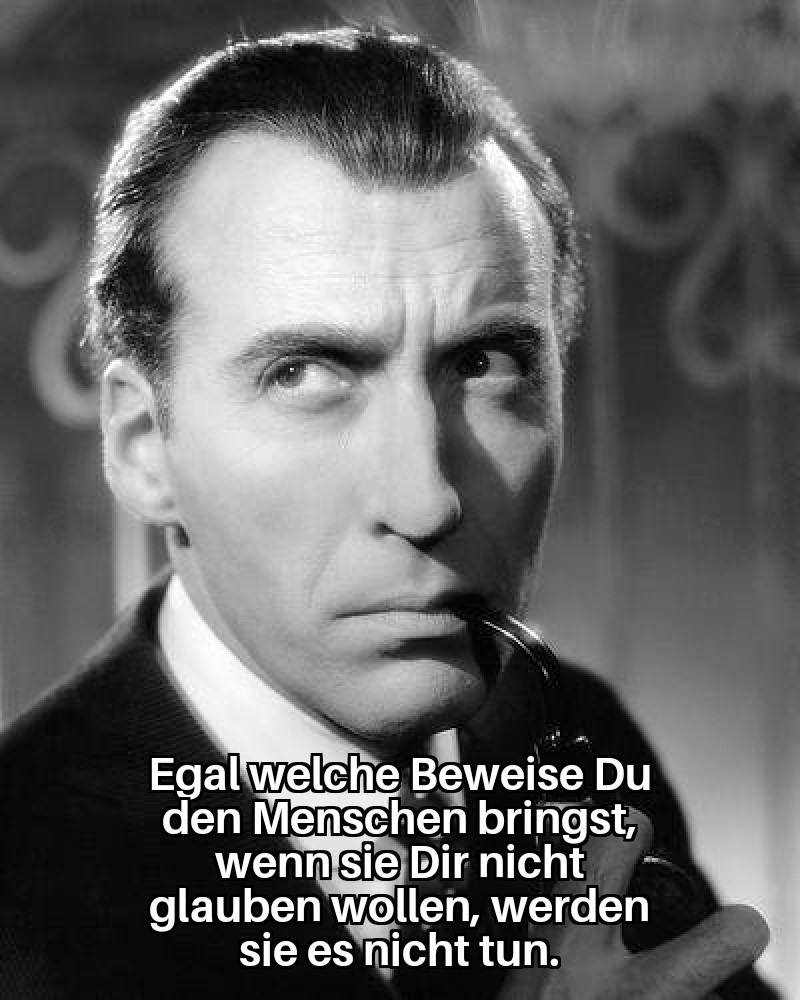 Egal welche Beweise Du
den Menschen bringst,
wenn sie Dir nicht
glauben wollen, werden
sie es nicht tun.